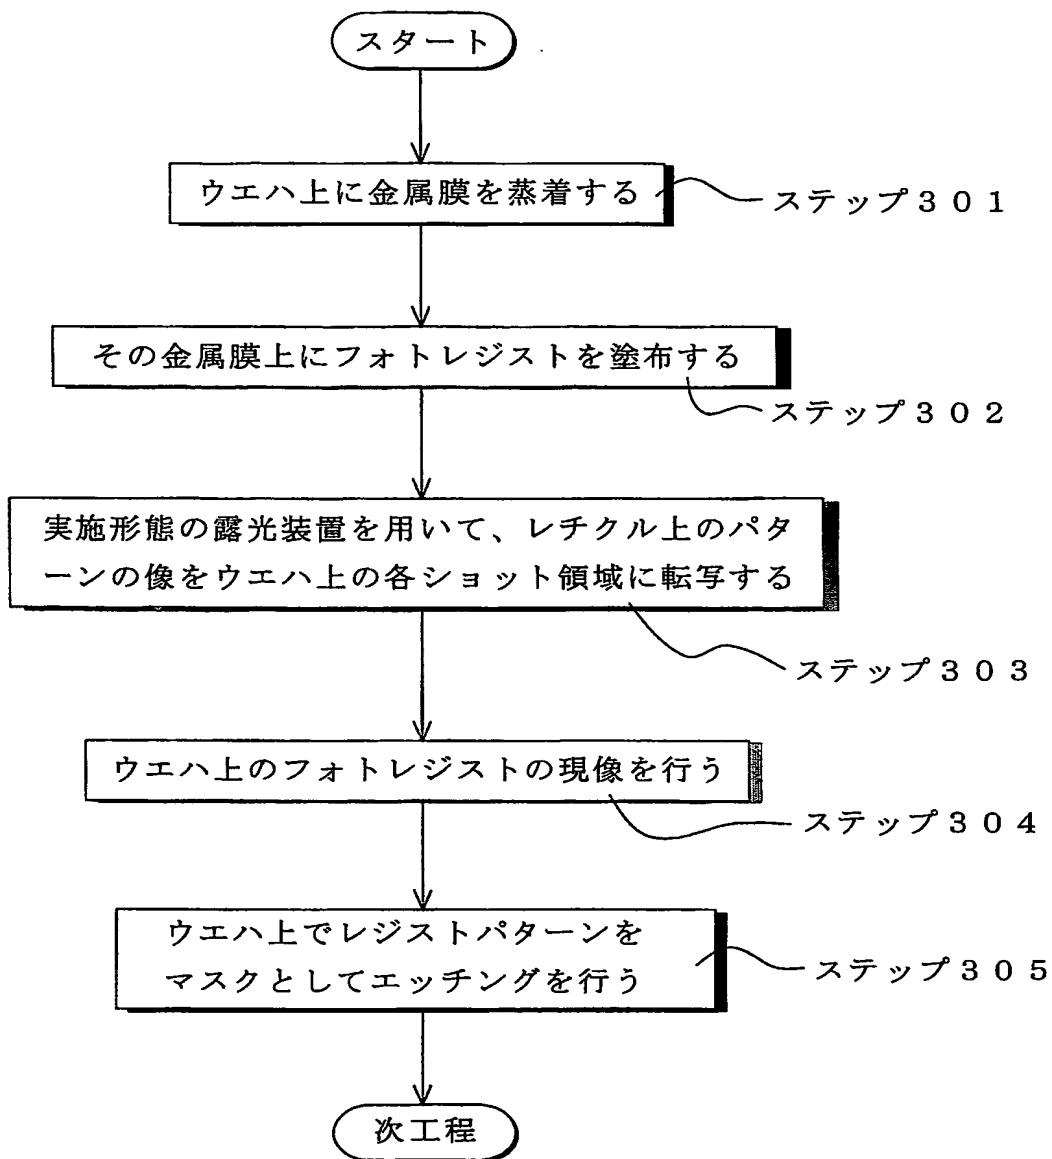 スタート
ウエハ上に金属膜を蒸着する
ステップ３０１
その金属膜上にフォトレジストを塗布する
ステップ３０２
実施形態の露光装置を用いて、レチクル上のパタ
ーンの像をウエハ上の各ショット領域に転写する
ステップ３０３
ウエハ上のフォトレジストの現像を行う
ステップ３０４
ウエハ上でレジストパターンを
マスクとしてエッチングを行う
ステップ３０５
次工程